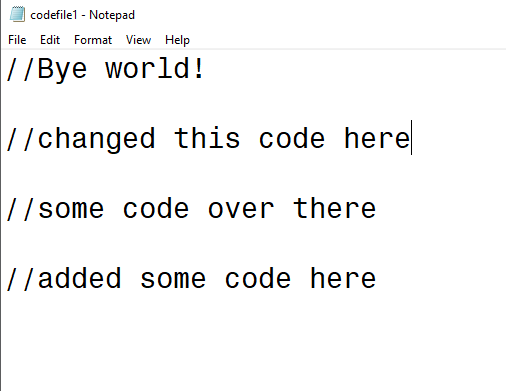 codefile1 - Notepad
File Edit Format View Help
//Bye world!
//changed this code here
//some code over there
//added some code here